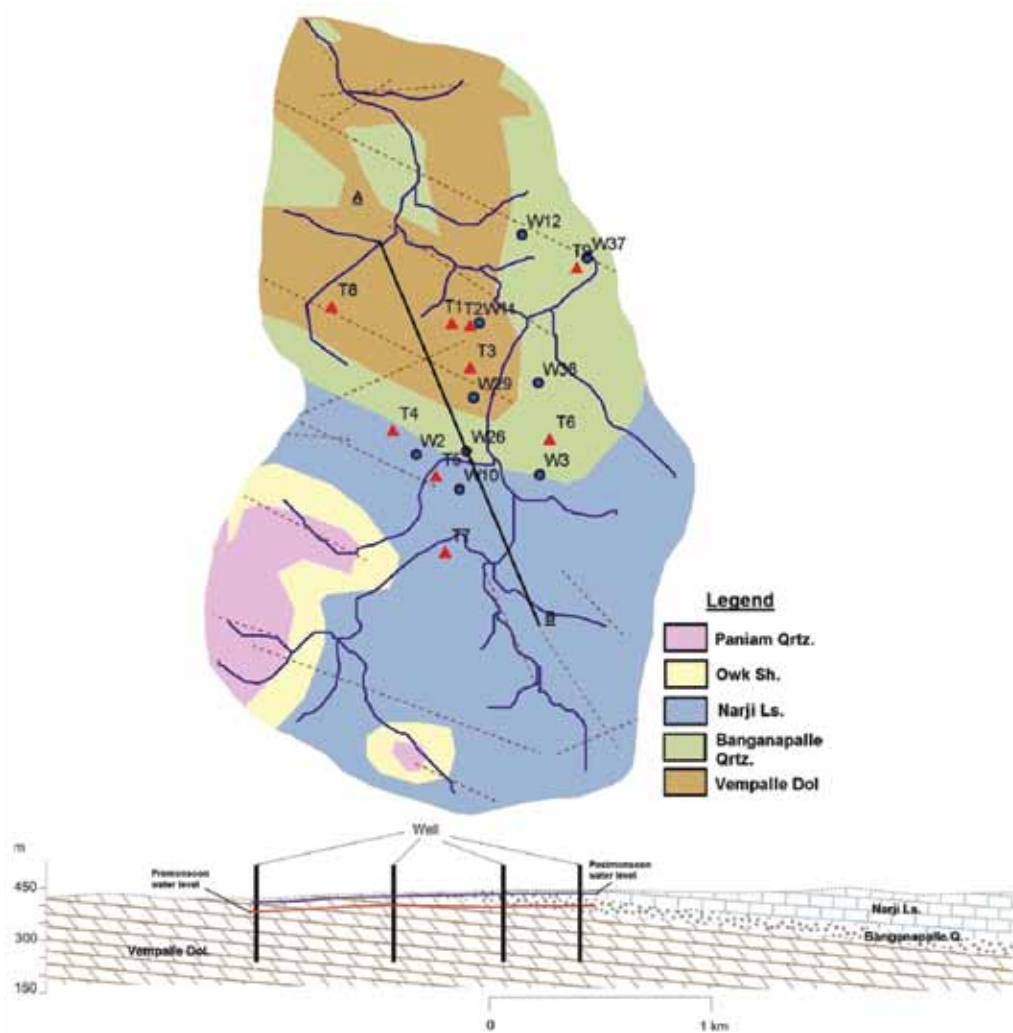 A
W12
W37
T9
T8
T1
T2
W11
T3
W29
W38
T4
W2
W26
T6
T5
W10
W3
T7
B
Legend
Paniam Qrtz.
Owk Sh.
Narji Ls.
Banganapalle
Qrtz.
Vempalle Dol
Well
m
Premonsoon
water level
Postmonsoon
water level
450
Narji Ls.
300
Vempalle Dol.
Banganapalle Q.
150
0
1 km